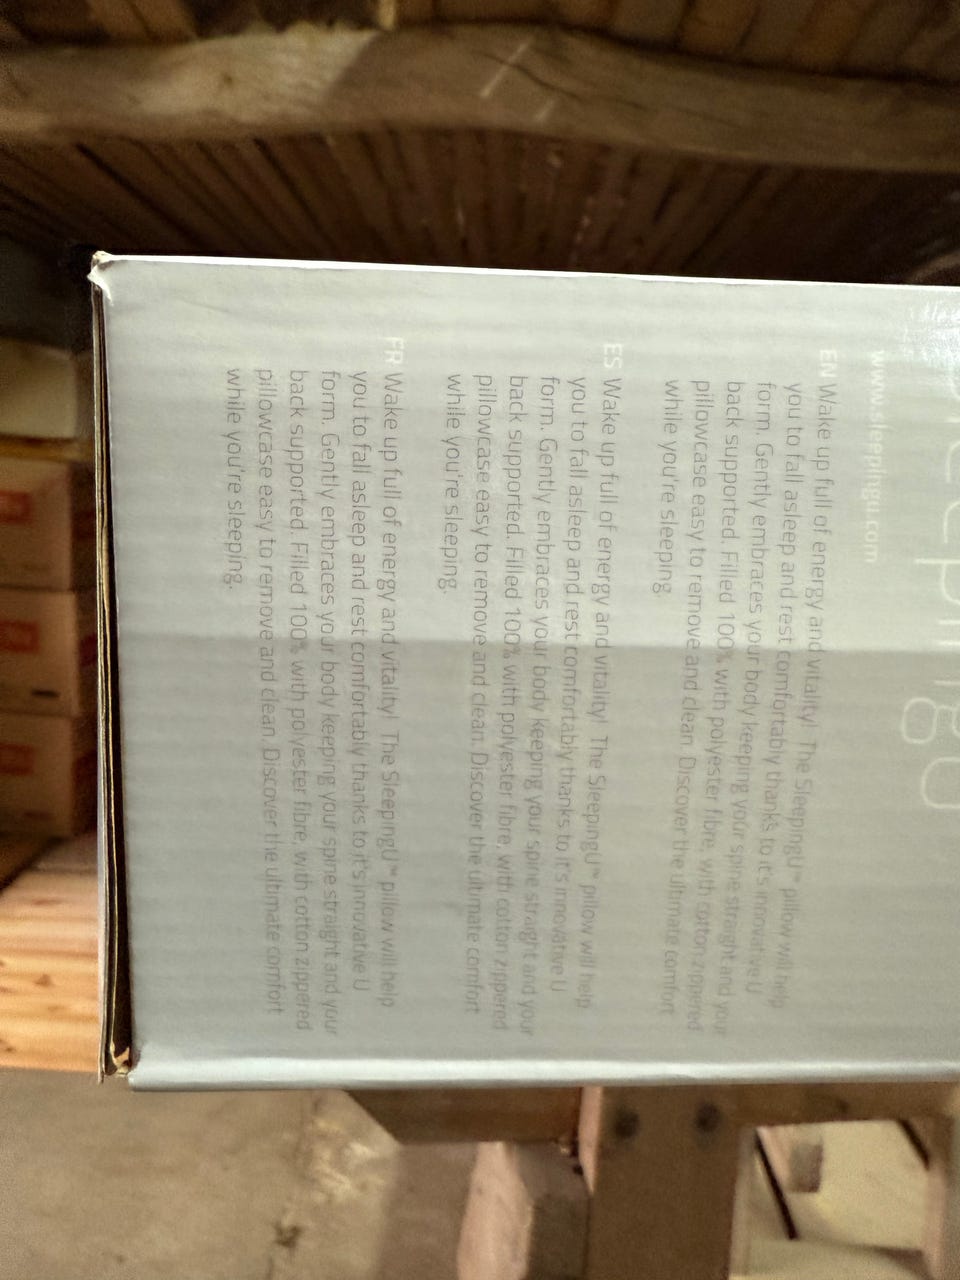 Sleeping U
www.sleepingu.com
EN Wake up full of energy and vitality! The SleepingU™ pillow will help
you to fall asleep and rest comfortably thanks to it's innovative U
form. Gently embraces your body keeping your spine straight and your
back supported. Filled 100% with polyester fibre, with cotton zippered
pillowcase easy to remove and clean. Discover the ultimate comfort
while you're sleeping.
ES Wake up full of energy and vitality! The SleepingU™ pillow will help
you to fall asleep and rest comfortably thanks to it's innovative U
form. Gently embraces your body keeping your spine straight and your
back supported. Filled 100% with polyester fibre, with cotton zippered
pillowcase easy to remove and clean. Discover the ultimate comfort
while you're sleeping.
FR Wake up full of energy and vitality! The SleepingU™ pillow will help
you to fall asleep and rest comfortably thanks to it's innovative U
form. Gently embraces your body keeping your spine straight and your
back supported. Filled 100% with polyester fibre, with cotton zippered
pillowcase easy to remove and clean. Discover the ultimate comfort
while you're sleeping.